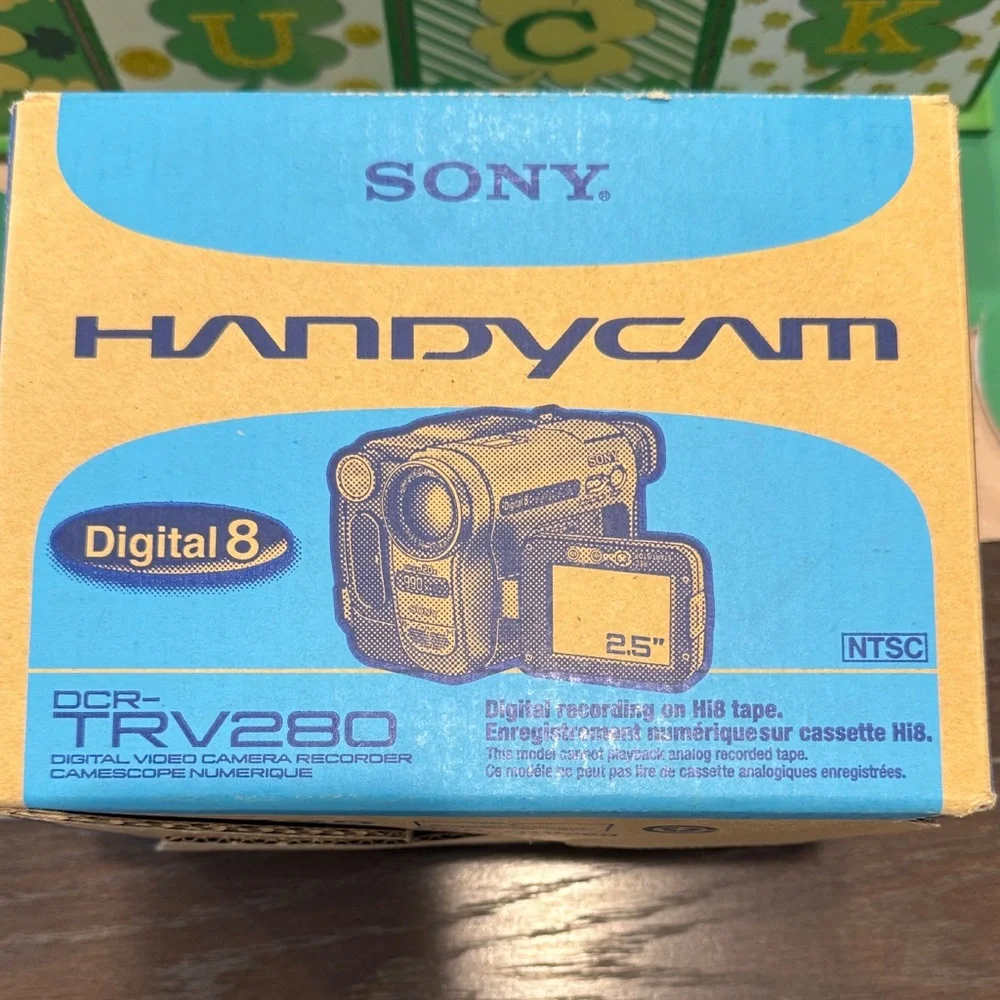 U C K
SONY®
HANDYCAM
SONY
Digital 8
990
SONY
2.5"
NTSC
DCR-
TRV280
DIGITAL VIDEO CAMERA RECORDER
CAMESCOPE NUMERIQUE
Digital recording on Hi8 tape.
Enregistrement numérique sur cassette Hi8.
This model cannot playback analog recorded tape.
Ce modèle ne peut pas lire de cassette analogiques enregistrées.